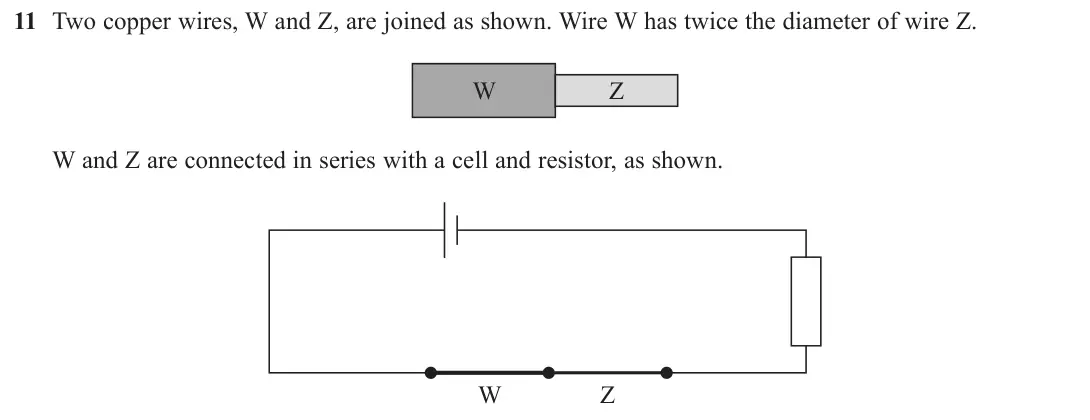 11 Two copper wires, W and Z, are joined as shown. Wire W has twice the diameter of wire Z.
W Z
W and Z are connected in series with a cell and resistor, as shown.
W Z